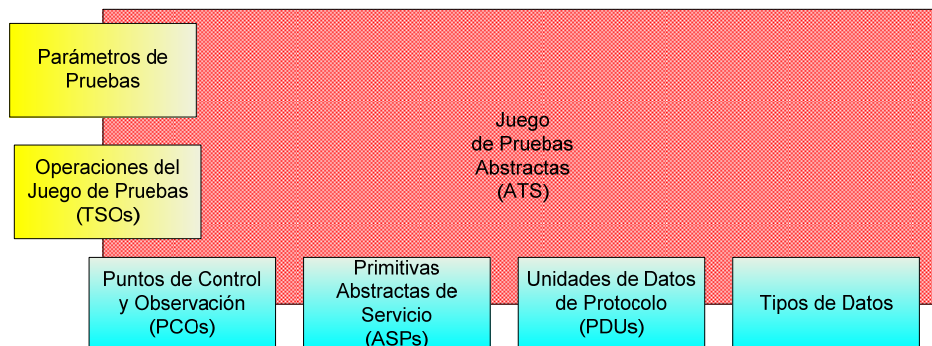 Parámetros de
Pruebas
Juego
de Pruebas
Abstractas
(ATS)
Operaciones del
Juego de Pruebas
(TSOs)
Puntos de Control
y Observación
(PCOs)
Primitivas
Abstractas de
Servicio
(ASPs)
Unidades de Datos
de Protocolo
(PDUs)
Tipos de Datos